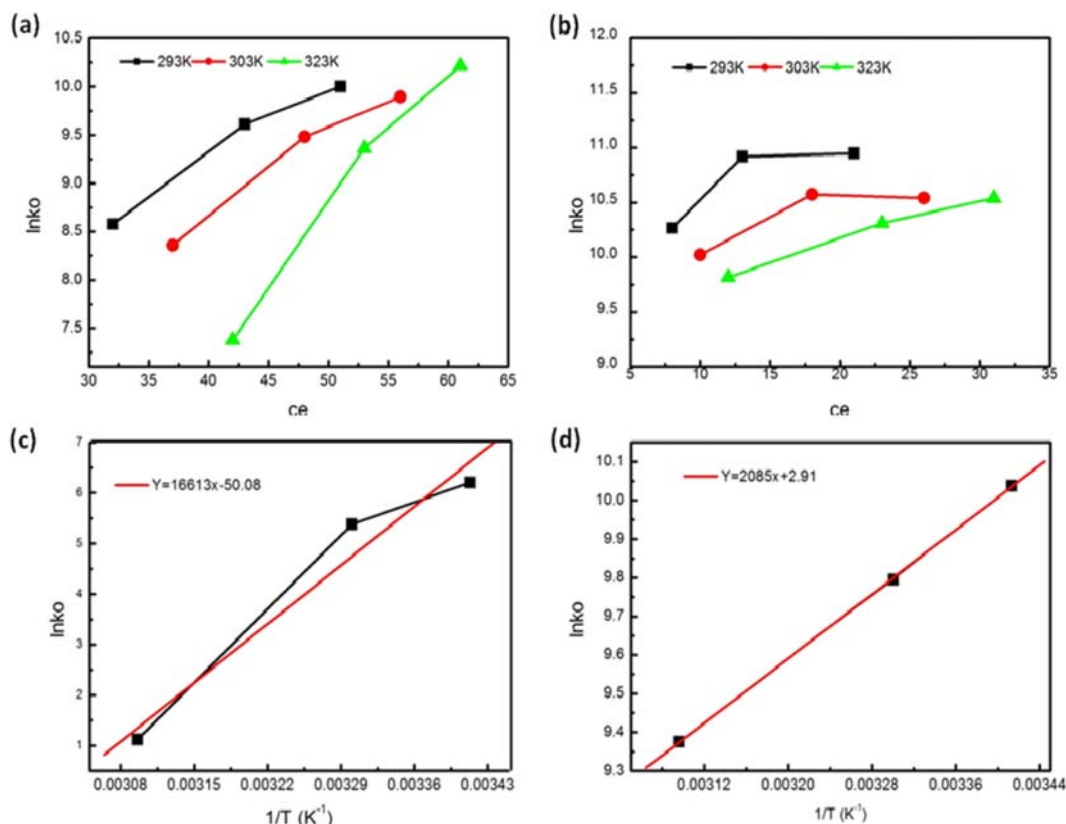 (a)
10.5
10.0
9.5
9.0
8.5
8.0
7.5
293K 303K 323K
lnko
30 35 40 45 50 55 60 65
ce
(b)
12.0
11.5
11.0
10.5
10.0
9.5
9.0
293K 303K 323K
lnko
5 10 15 20 25 30 35
ce
(c)
7
6
5
4
3
2
1
Y=16613x-50.08
lnko
0.00308 0.00315 0.00322 0.00329 0.00336 0.00343
1/T (K⁻¹)
(d)
10.1
10.0
9.9
9.8
9.7
9.6
9.5
9.4
9.3
Y=2085x+2.91
lnko
0.00312 0.00320 0.00328 0.00336 0.00344
1/T (K⁻¹)